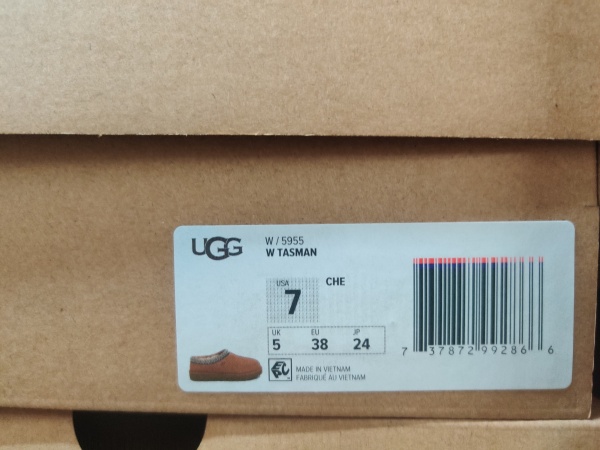 UGG
W / 5955
W TASMAN
USA
7
CHE
UK EU JP
5 38 24
MADE IN VIETNAM
FABRIQUÉ AU VIETNAM
7 37872 99286 6